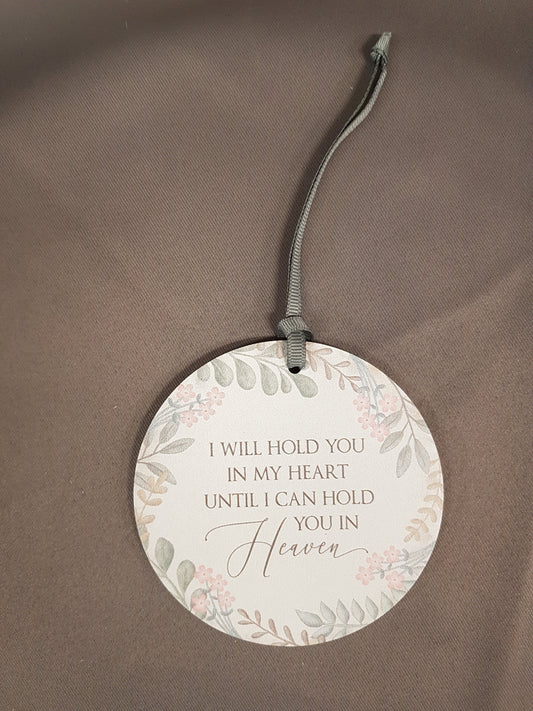 I WILL HOLD YOU
IN MY HEART
UNTIL I CAN HOLD
YOU IN
Heaven